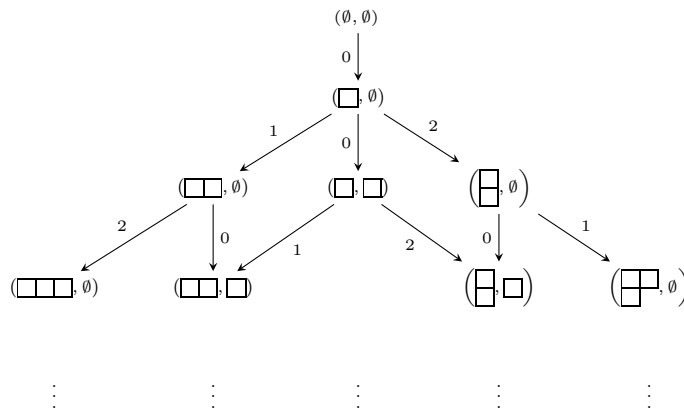 (∅, ∅)
0
(□, ∅)
1 0 2
(□□, ∅) (□, □) (□/□, ∅)
2 0 1 2 0 1
(□□□, ∅) (□□, □) (□/□, □) (□□/□, ∅)
⋮ ⋮ ⋮ ⋮ ⋮